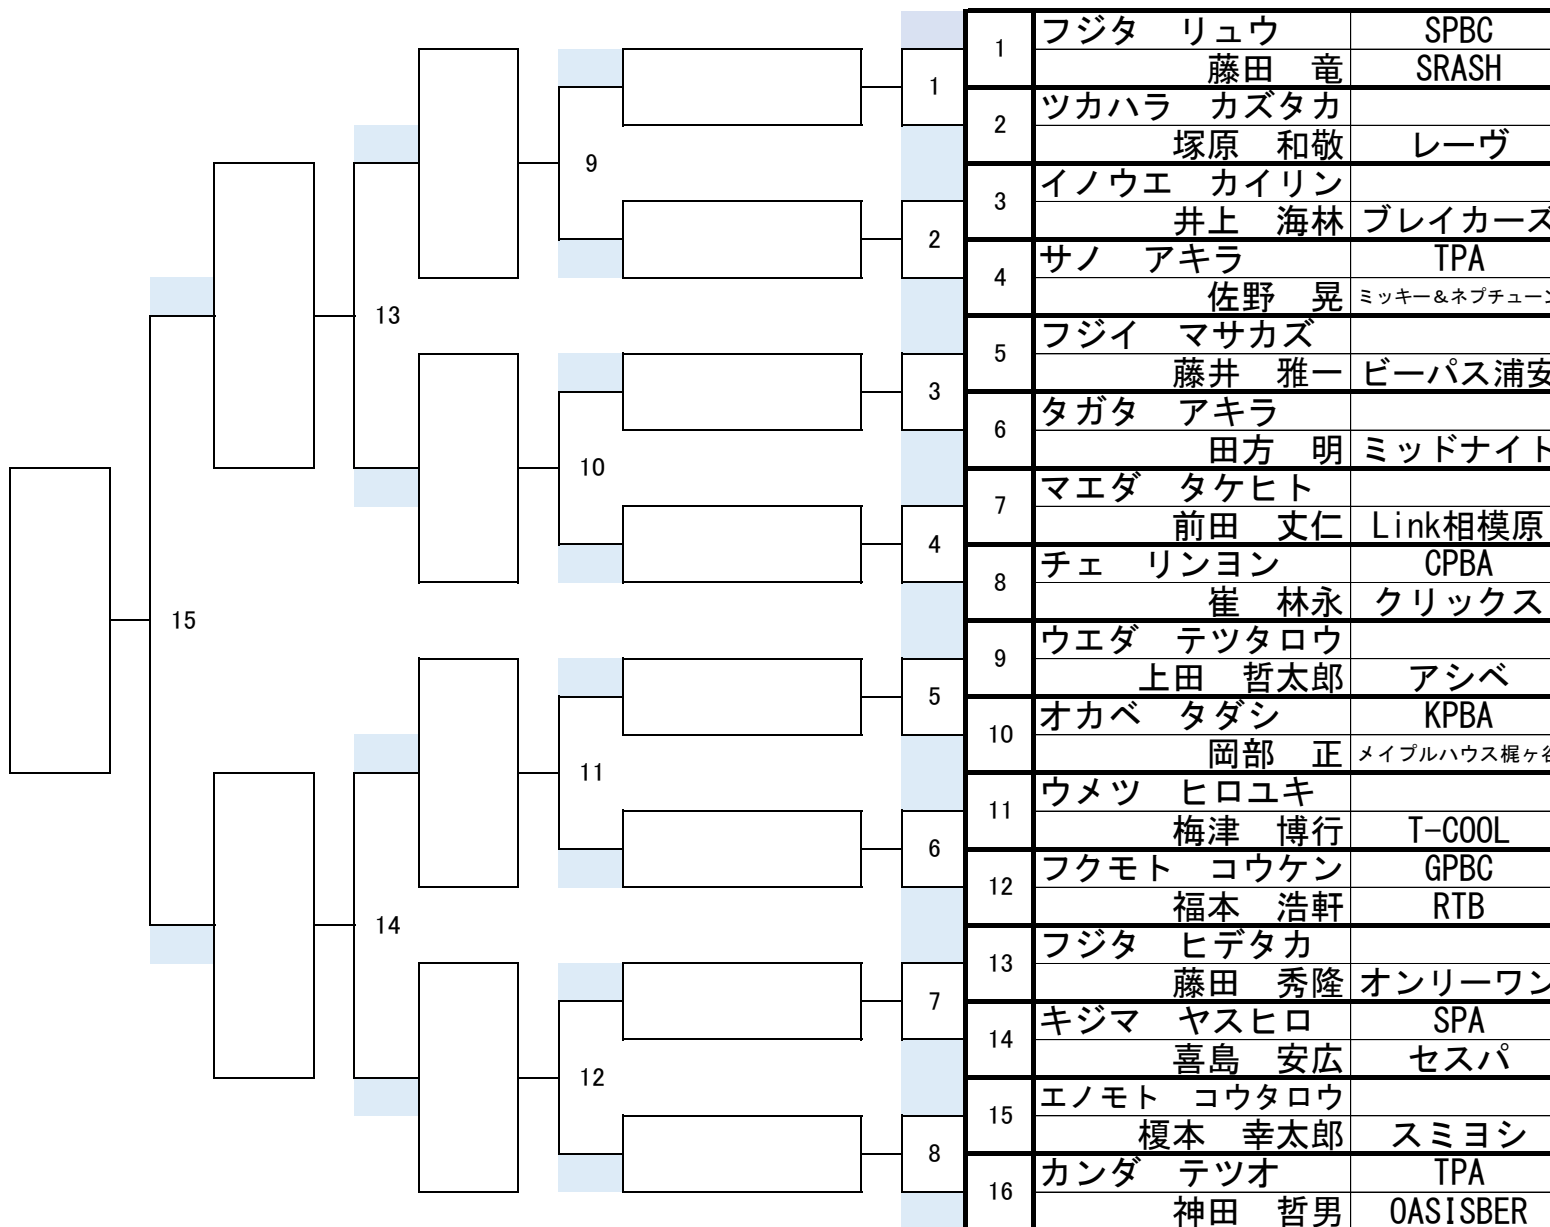 1 フジタ　リュウ SPBC
藤田　竜 SRASH
2 ツカハラ　カズタカ
塚原　和敬 レーヴ
3 イノウエ　カイリン
井上　海林 ブレイカーズ
4 サノ　アキラ TPA
佐野　晃 ミッキー&ネプチューン
5 フジイ　マサカズ
藤井　雅一 ビーパス浦安
6 タガタ　アキラ
田方　明 ミッドナイト
7 マエダ　タケヒト
前田　丈仁 Link相模原
8 チェ　リンヨン CPBA
崔　林永 クリックス
9 ウエダ　テツタロウ
上田　哲太郎 アシベ
10 オカベ　タダシ KPBA
岡部　正 メイプルハウス梶ヶ谷
11 ウメツ　ヒロユキ
梅津　博行 T-COOL
12 フクモト　コウケン GPBC
福本　浩軒 RTB
13 フジタ　ヒデタカ
藤田　秀隆 オンリーワン
14 キジマ　ヤスヒロ SPA
喜島　安広 セスパ
15 エノモト　コウタロウ
榎本　幸太郎 スミヨシ
16 カンダ　テツオ TPA
神田　哲男 OASISBER
1
2
3
4
5
6
7
8
9
10
11
12
13
14
15